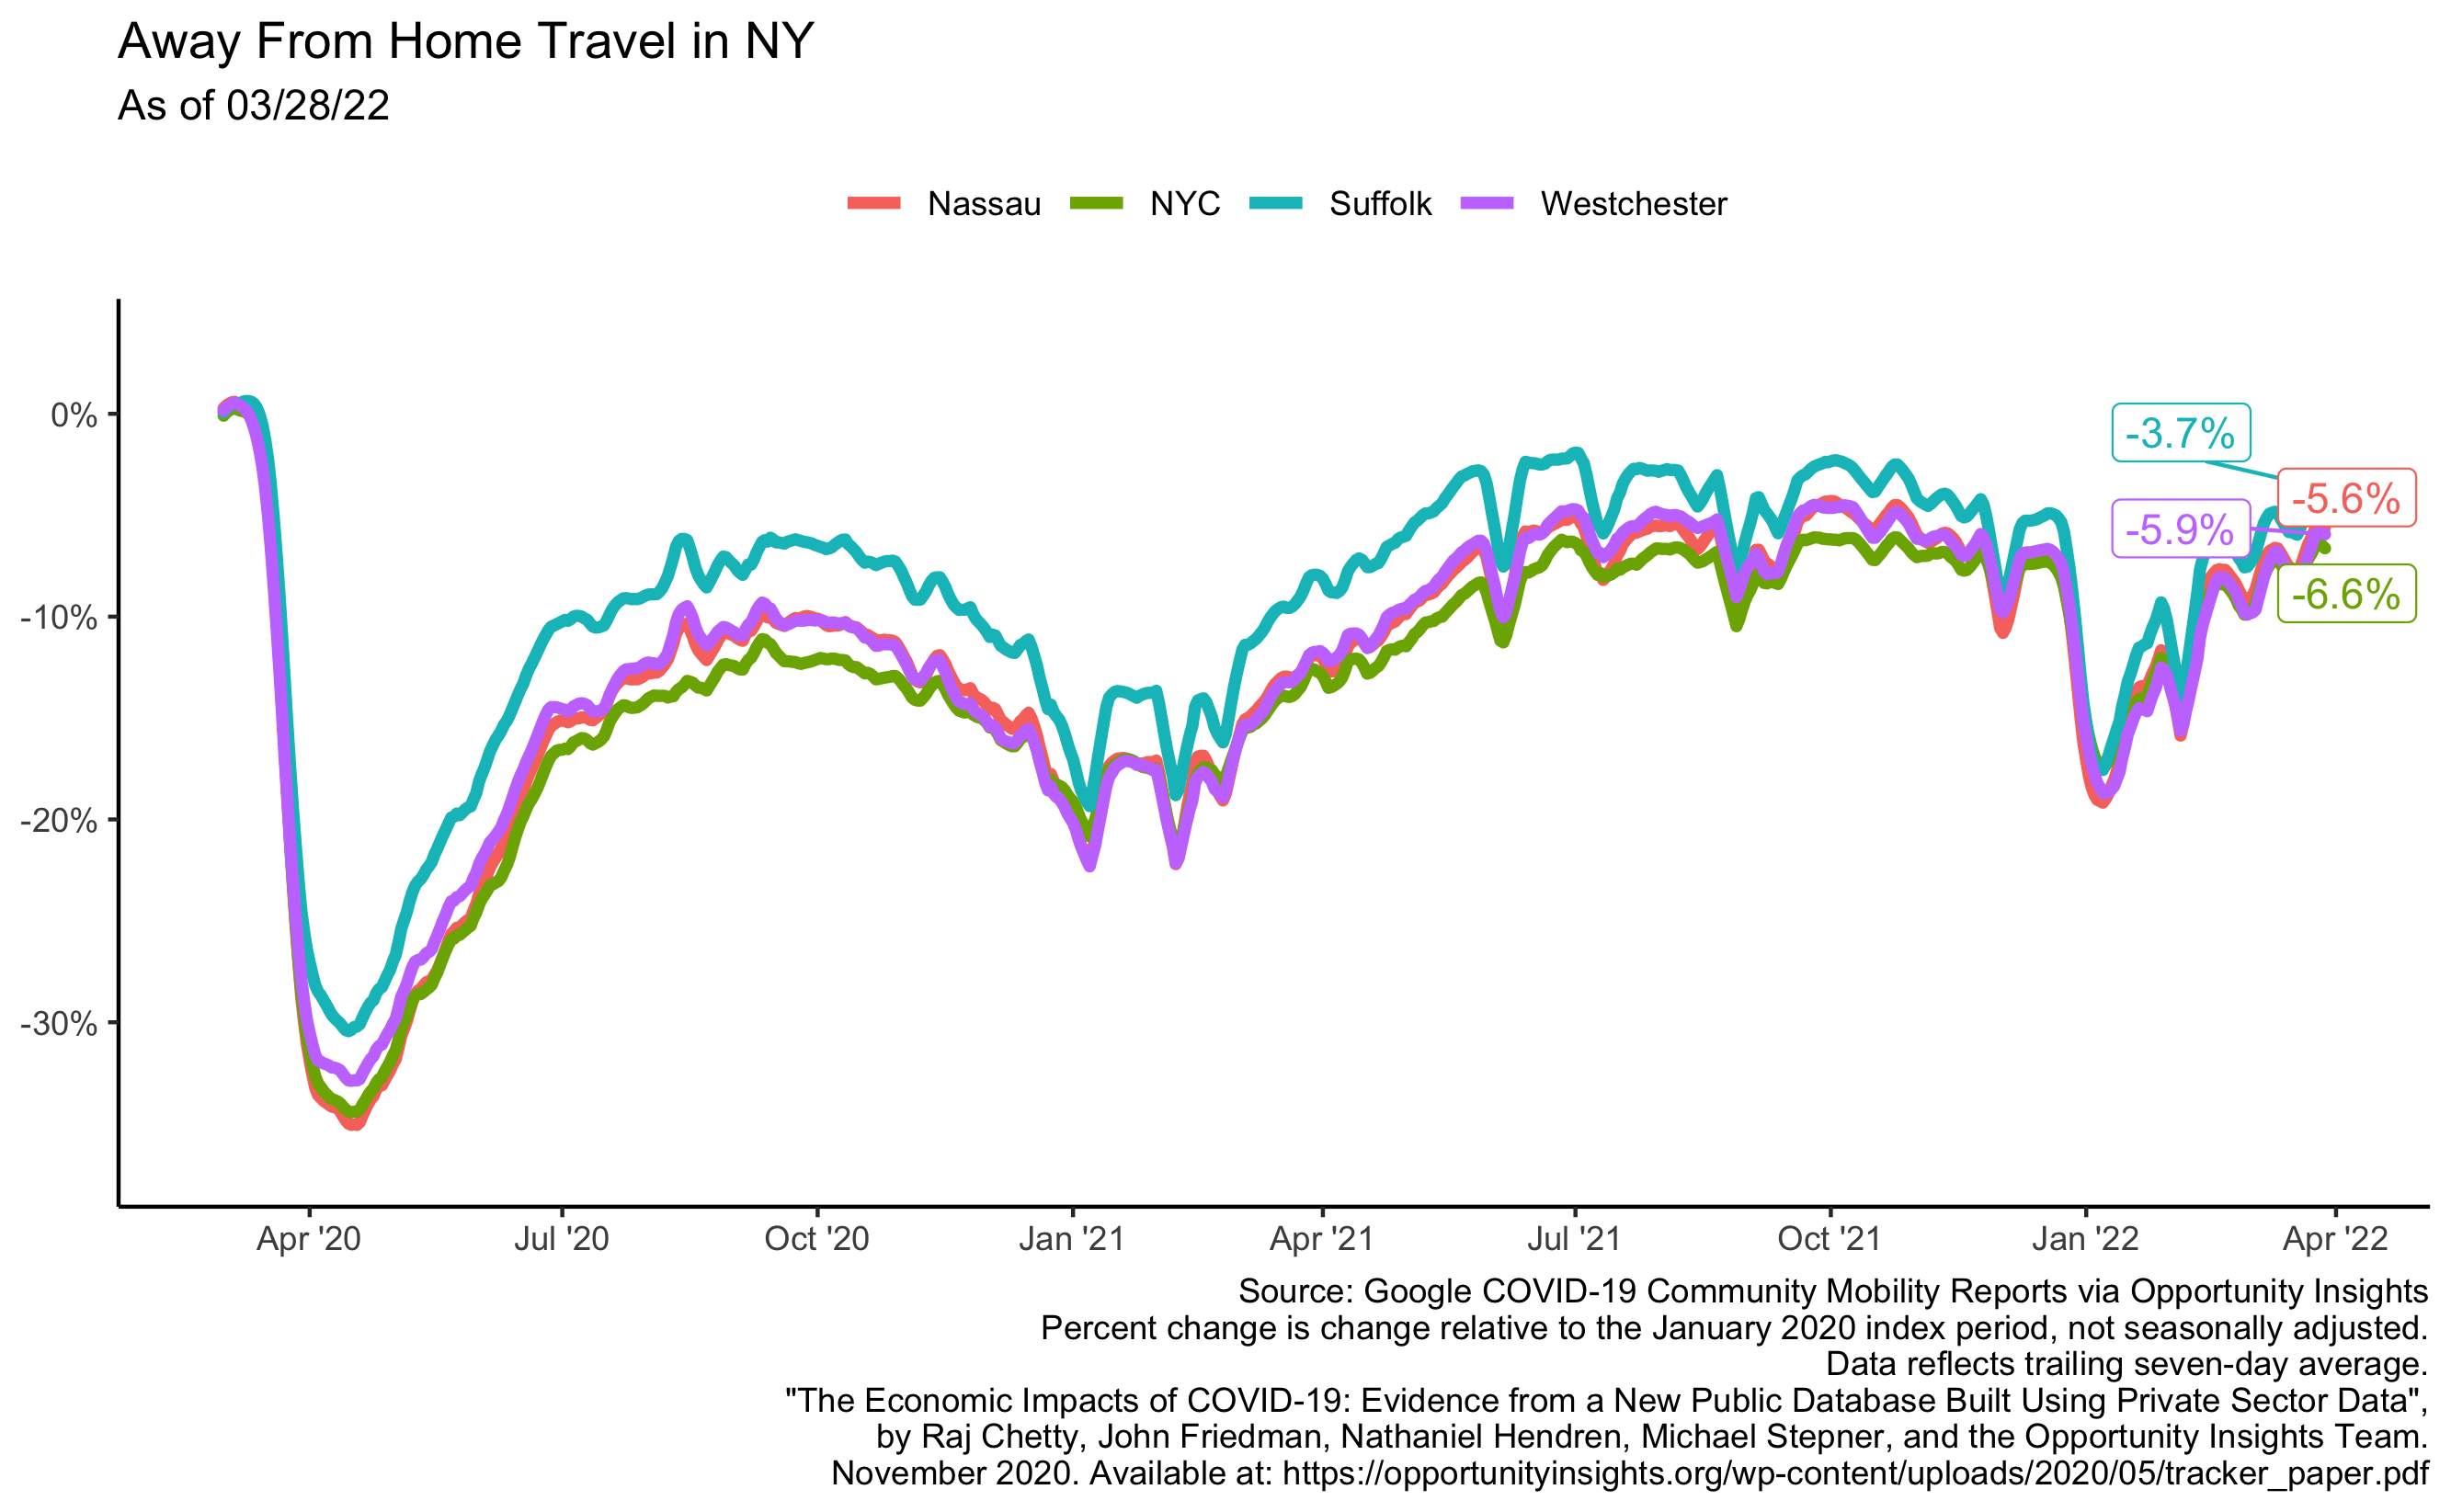 Away From Home Travel in NY
As of 03/28/22
Nassau NYC Suffolk Westchester
0%
-10%
-20%
-30%
-3.7%
-5.6%
-5.9%
-6.6%
Apr '20 Jul '20 Oct '20 Jan '21 Apr '21 Jul '21 Oct '21 Jan '22 Apr '22
Source: Google COVID-19 Community Mobility Reports via Opportunity Insights
Percent change is change relative to the January 2020 index period, not seasonally adjusted.
Data reflects trailing seven-day average.
"The Economic Impacts of COVID-19: Evidence from a New Public Database Built Using Private Sector Data",
by Raj Chetty, John Friedman, Nathaniel Hendren, Michael Stepner, and the Opportunity Insights Team.
November 2020. Available at: https://opportunityinsights.org/wp-content/uploads/2020/05/tracker_paper.pdf